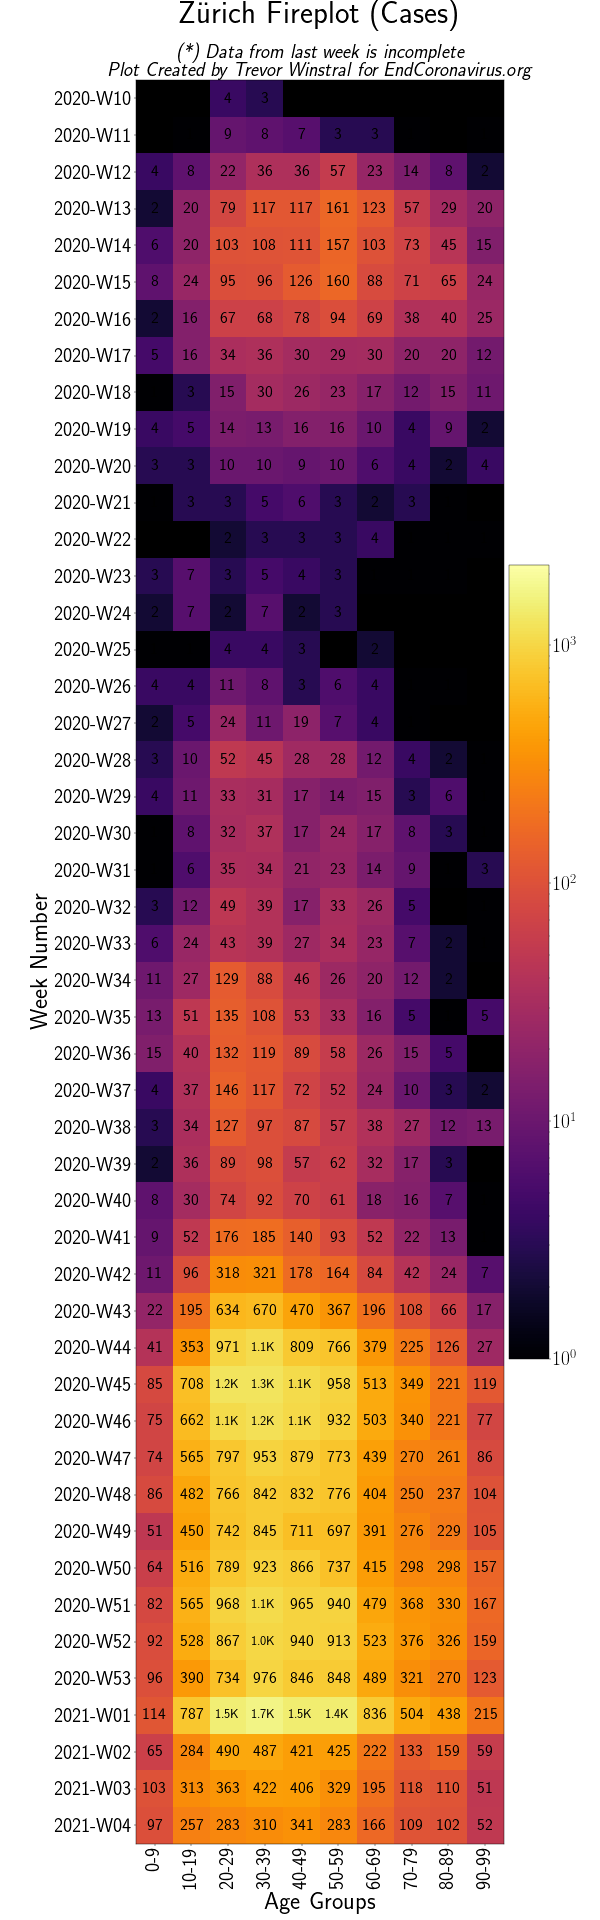 Zürich Fireplot (Cases)
(*) Data from last week is incomplete
Plot Created by Trevor Winstral for EndCoronavirus.org
2020-W10 4 3
2020-W11 9 8 7 3 3
2020-W12 4 8 22 36 36 57 23 14 8 2
2020-W13 2 20 79 117 117 161 123 57 29 20
2020-W14 6 20 103 108 111 157 103 73 45 15
2020-W15 8 24 95 96 126 160 88 71 65 24
2020-W16 2 16 67 68 78 94 69 38 40 25
2020-W17 5 16 34 36 30 29 30 20 20 12
2020-W18 3 15 30 26 23 17 12 15 11
2020-W19 4 5 14 13 16 16 10 4 9 2
2020-W20 3 3 10 10 9 10 6 4 2 4
2020-W21 3 3 5 6 3 2 3
2020-W22 2 3 3 3 4
2020-W23 3 7 3 5 4 3
2020-W24 2 7 2 7 2 3
2020-W25 4 4 3 2
2020-W26 4 4 11 8 3 6 4
2020-W27 2 5 24 11 19 7 4
2020-W28 3 10 52 45 28 28 12 4 2
2020-W29 4 11 33 31 17 14 15 3 6
2020-W30 8 32 37 17 24 17 8 3
2020-W31 6 35 34 21 23 14 9 3
2020-W32 3 12 49 39 17 33 26 5
2020-W33 6 24 43 39 27 34 23 7 2
2020-W34 11 27 129 88 46 26 20 12 2
2020-W35 13 51 135 108 53 33 16 5 5
2020-W36 15 40 132 119 89 58 26 15 5
2020-W37 4 37 146 117 72 52 24 10 3 2
2020-W38 3 34 127 97 87 57 38 27 12 13
2020-W39 2 36 89 98 57 62 32 17 3
2020-W40 8 30 74 92 70 61 18 16 7
2020-W41 9 52 176 185 140 93 52 22 13
2020-W42 11 96 318 321 178 164 84 42 24 7
2020-W43 22 195 634 670 470 367 196 108 66 17
2020-W44 41 353 971 1.1K 809 766 379 225 126 27
2020-W45 85 708 1.2K 1.3K 1.1K 958 513 349 221 119
2020-W46 75 662 1.1K 1.2K 1.1K 932 503 340 221 77
2020-W47 74 565 797 953 879 773 439 270 261 86
2020-W48 86 482 766 842 832 776 404 250 237 104
2020-W49 51 450 742 845 711 697 391 276 229 105
2020-W50 64 516 789 923 866 737 415 298 298 157
2020-W51 82 565 968 1.1K 965 940 479 368 330 167
2020-W52 92 528 867 1.0K 940 913 523 376 326 159
2020-W53 96 390 734 976 846 848 489 321 270 123
2021-W01 114 787 1.5K 1.7K 1.5K 1.4K 836 504 438 215
2021-W02 65 284 490 487 421 425 222 133 159 59
2021-W03 103 313 363 422 406 329 195 118 110 51
2021-W04 97 257 283 310 341 283 166 109 102 52
0-9 10-19 20-29 30-39 40-49 50-59 60-69 70-79 80-89 90-99
Age Groups
Week Number
10³
10²
10¹
10⁰